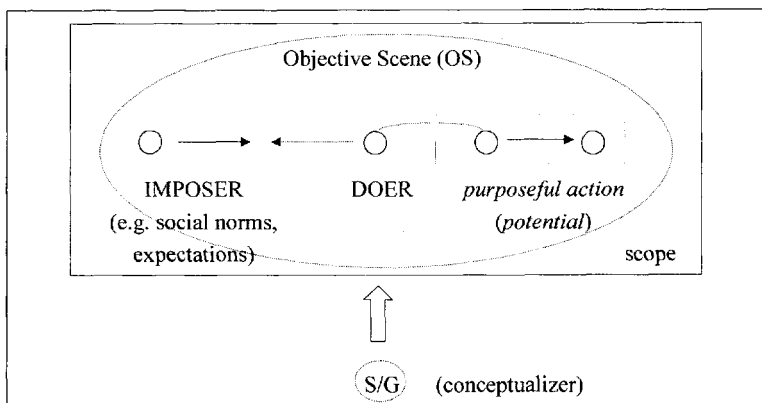 Objective Scene (OS)
IMPOSER DOER purposeful action
(e.g. social norms, (potential)
expectations) scope
S/G (conceptualizer)